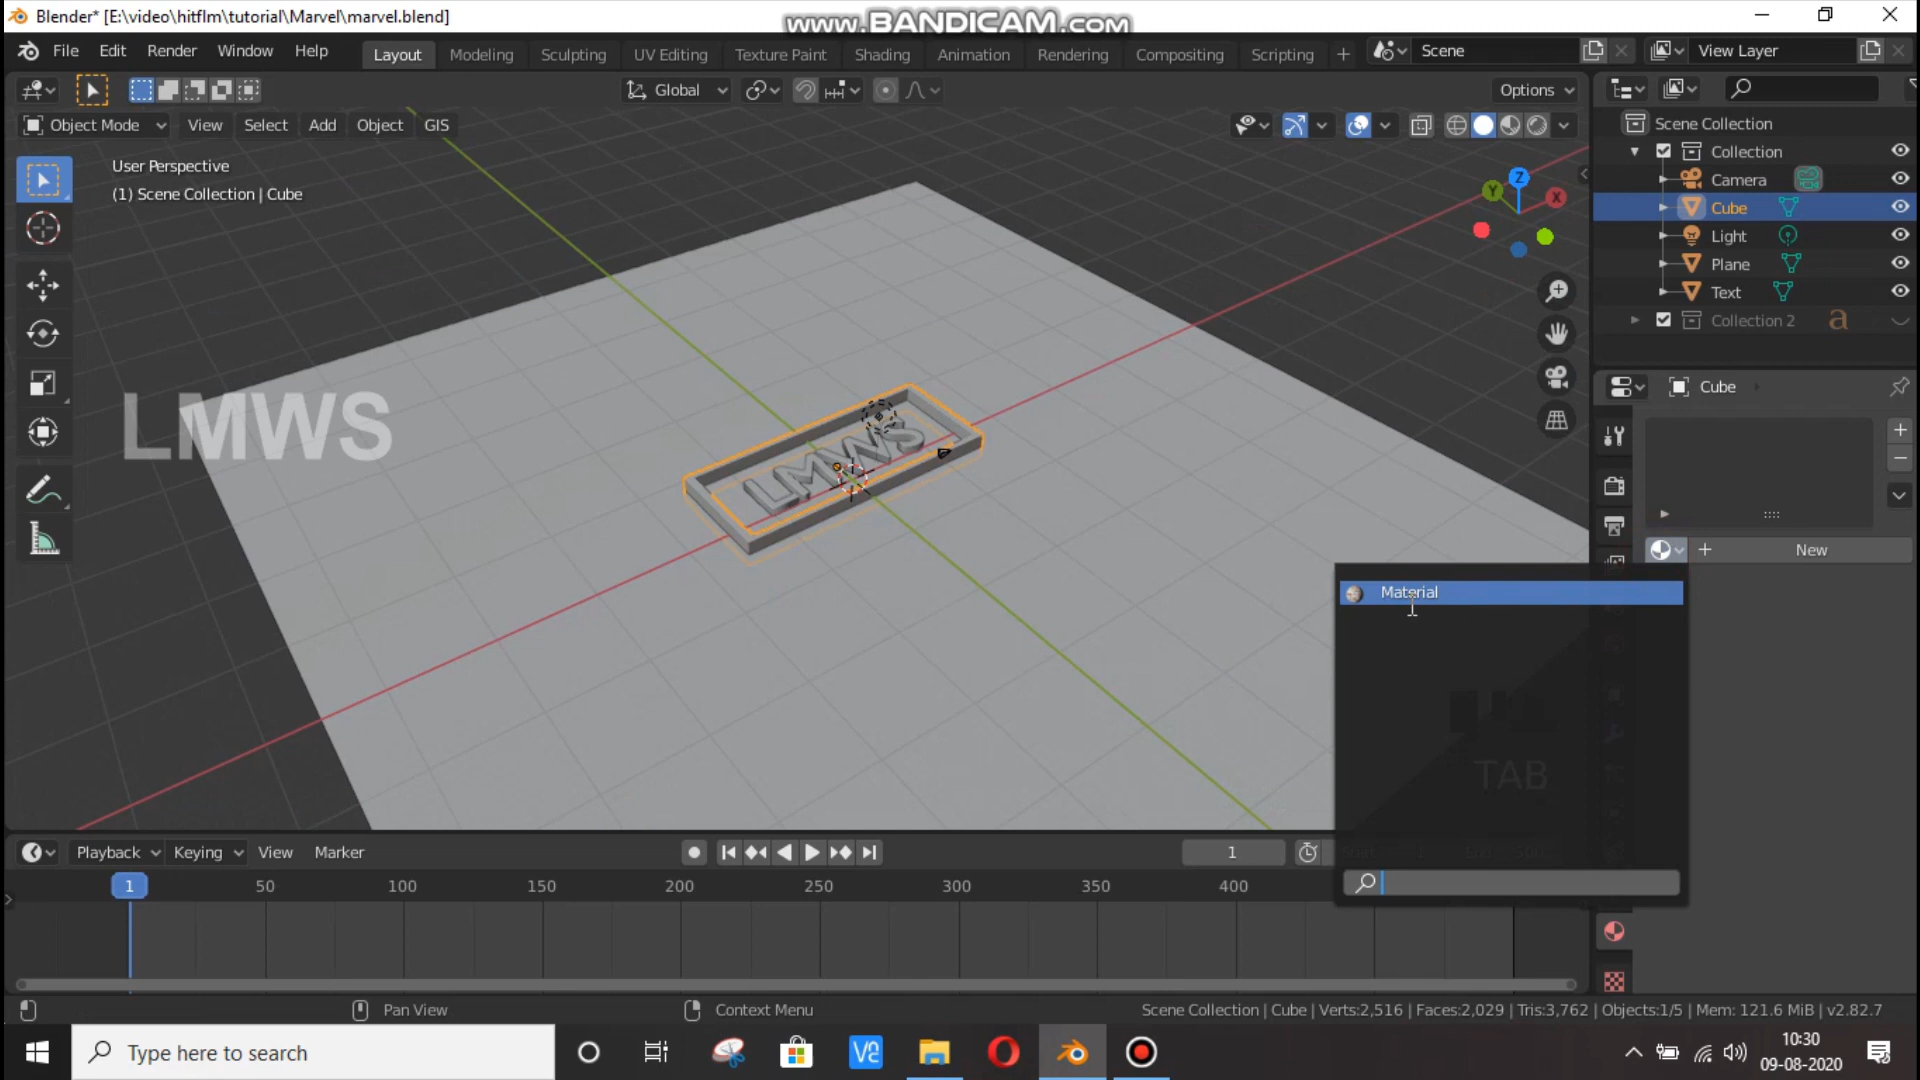 Blender* [E:\video\hitflm\tutorial\Marvel\marvel.blend]
www.BANDICAM.com
File Edit Render Window Help
Layout Modeling Sculpting UV Editing Texture Paint Shading Animation Rendering Compositing Scripting +
Scene
View Layer
Global
Options
Object Mode View Select Add Object GIS
User Perspective
(1) Scene Collection | Cube
Z
Y
X
Scene Collection
Collection
Camera
Cube
Light
Plane
Text
Collection 2
a
Cube
New
Material
LMWS
LMWS
TAB
Playback Keying View Marker
1
1 50 100 150 200 250 300 350 400
Pan View
Context Menu
Scene Collection | Cube | Verts:2,516 | Faces:2,029 | Tris:3,762 | Objects:1/5 | Mem: 121.6 MiB | v2.82.7
Type here to search
10:30
09-08-2020